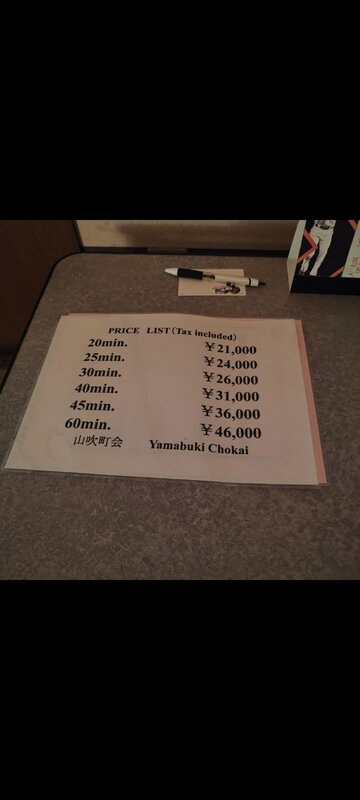 PRICE LIST(Tax included)
20min. ¥21,000
25min. ¥24,000
30min. ¥26,000
40min. ¥31,000
45min. ¥36,000
60min. ¥46,000
山吹町会 Yamabuki Chokai